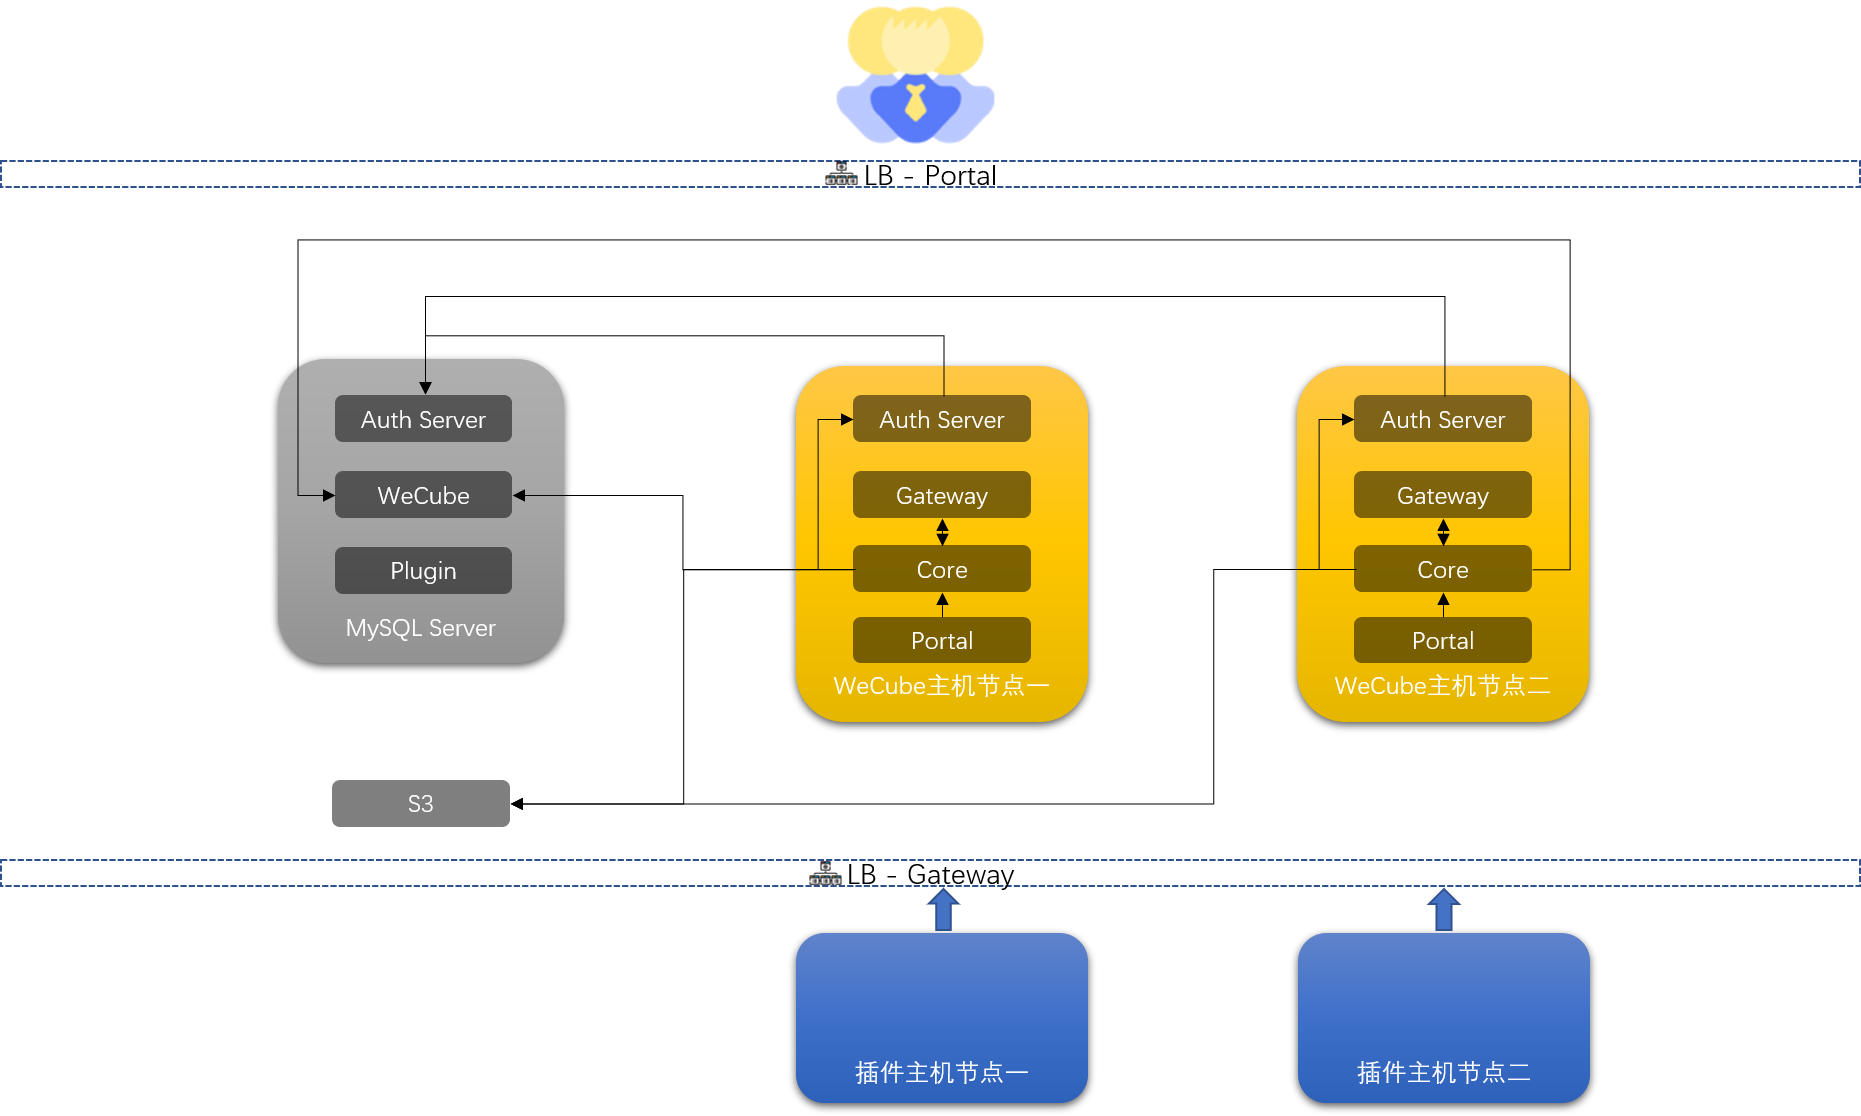 LB - Portal
Auth Server
WeCube
Plugin
MySQL Server
Auth Server
Gateway
Core
Portal
WeCube主机节点一
Auth Server
Gateway
Core
Portal
WeCube主机节点二
S3
LB - Gateway
插件主机节点一
插件主机节点二